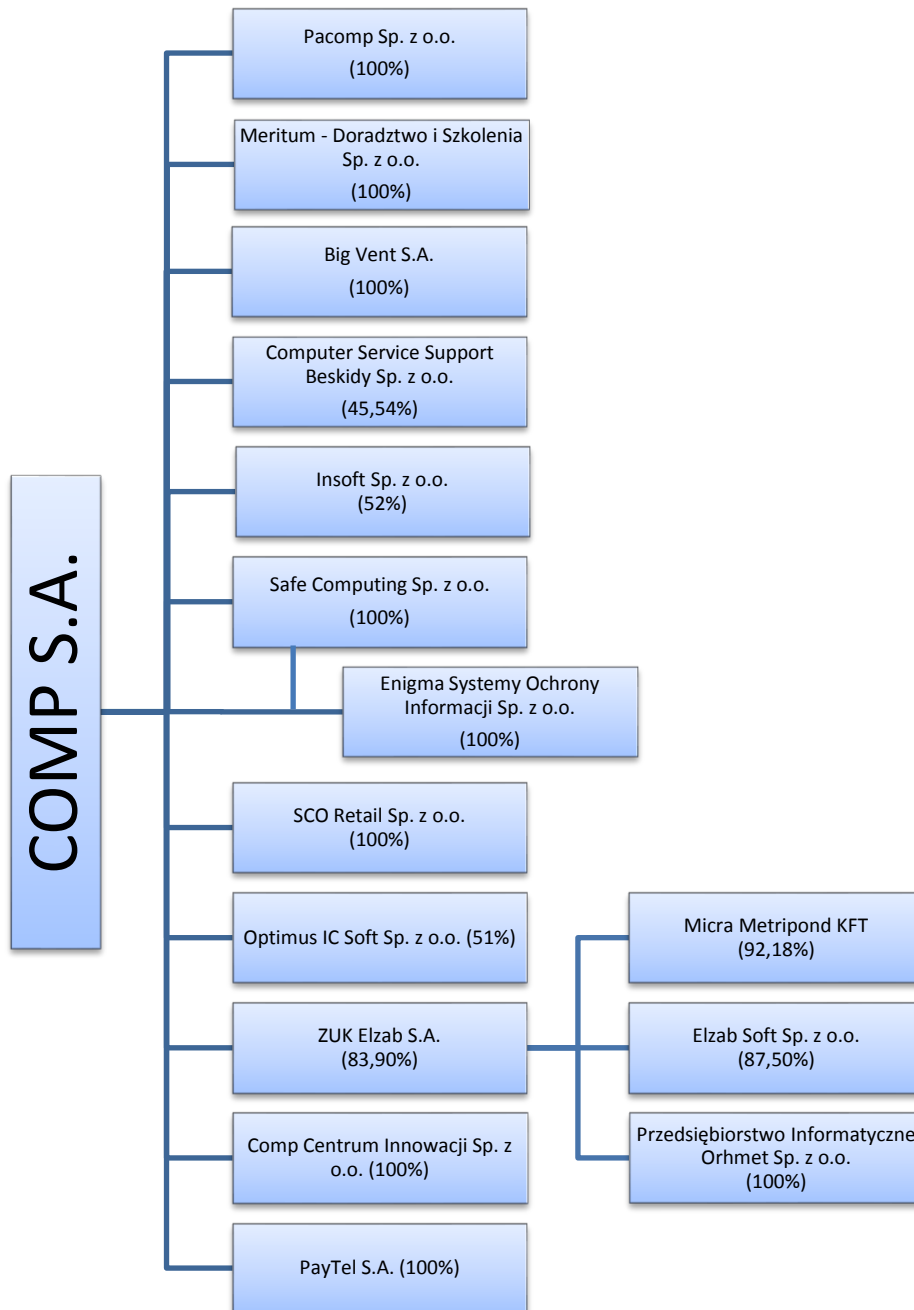 COMP S.A.
Pacomp Sp. z o.o.
(100%)
Meritum - Doradztwo i Szkolenia
Sp. z o.o.
(100%)
Big Vent S.A.
(100%)
Computer Service Support
Beskidy Sp. z o.o.
(45,54%)
Insoft Sp. z o.o.
(52%)
Safe Computing Sp. z o.o.
(100%)
Enigma Systemy Ochrony
Informacji Sp. z o.o.
(100%)
SCO Retail Sp. z o.o.
(100%)
Optimus IC Soft Sp. z o.o. (51%)
ZUK Elzab S.A.
(83,90%)
Micra Metripond KFT
(92,18%)
Elzab Soft Sp. z o.o.
(87,50%)
Przedsiębiorstwo Informatyczne
Orhmet Sp. z o.o.
(100%)
Comp Centrum Innowacji Sp. z
o.o. (100%)
PayTel S.A. (100%)